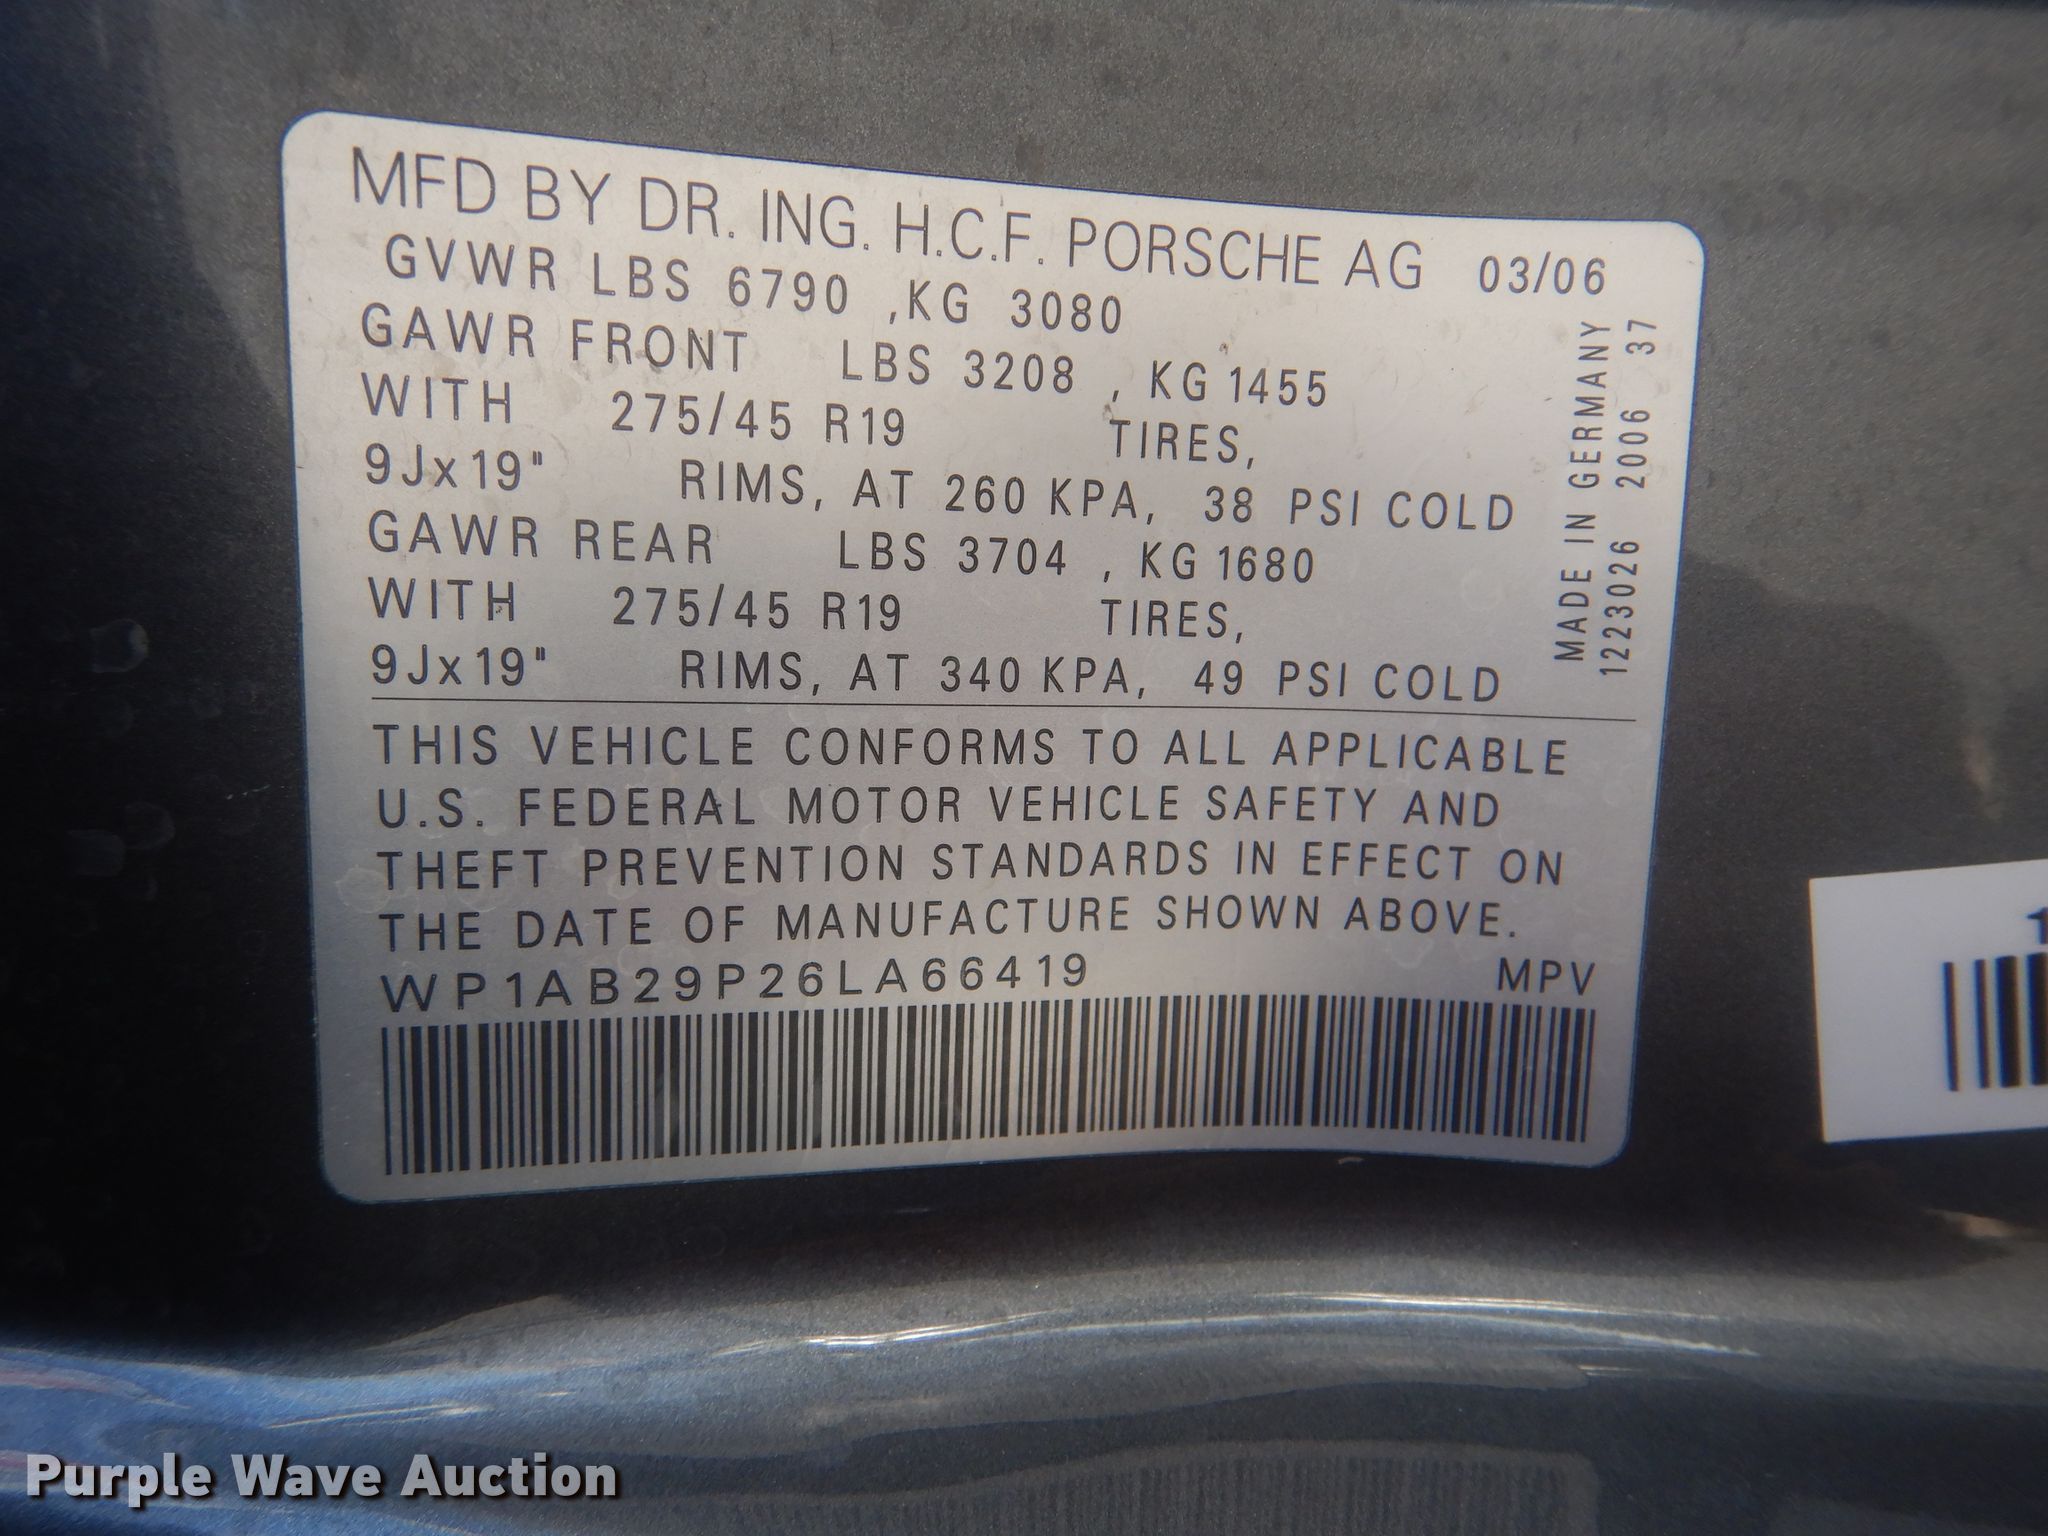 MFD BY DR. ING. H.C.F. PORSCHE AG 03/06
GVWR LBS 6790 ,KG 3080
GAWR FRONT LBS 3208 , KG 1455
WITH 275/45 R19 TIRES,
9Jx19" RIMS, AT 260 KPA, 38 PSI COLD
GAWR REAR LBS 3704 , KG 1680
WITH 275/45 R19 TIRES,
9Jx19" RIMS, AT 340 KPA, 49 PSI COLD
MADE IN GERMANY
1223026 2006 37
THIS VEHICLE CONFORMS TO ALL APPLICABLE
U.S. FEDERAL MOTOR VEHICLE SAFETY AND
THEFT PREVENTION STANDARDS IN EFFECT ON
THE DATE OF MANUFACTURE SHOWN ABOVE.
WP1AB29P26LA66419 MPV
Purple Wave Auction